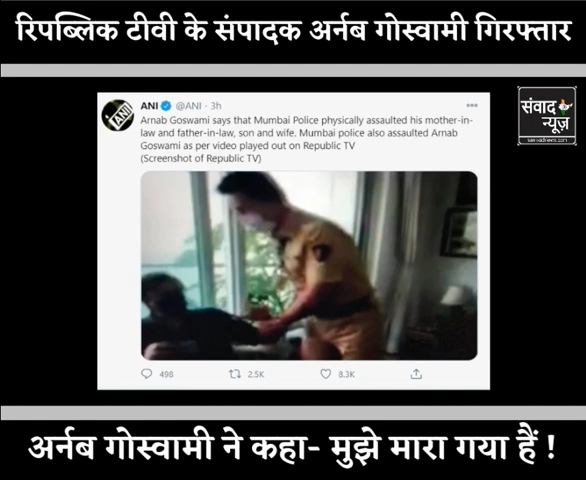 रिपब्लिक टीवी के संपादक अर्नब गोस्वामी गिरफ्तार
ANI @ANI · 3h
Arnab Goswami says that Mumbai Police physically assaulted his mother-in-
law and father-in-law, son and wife. Mumbai police also assaulted Arnab
Goswami as per video played out on Republic TV
(Screenshot of Republic TV)
संवाद
न्यूज़
498 2.5K 8.3K
अर्नब गोस्वामी ने कहा- मुझे मारा गया हैं !